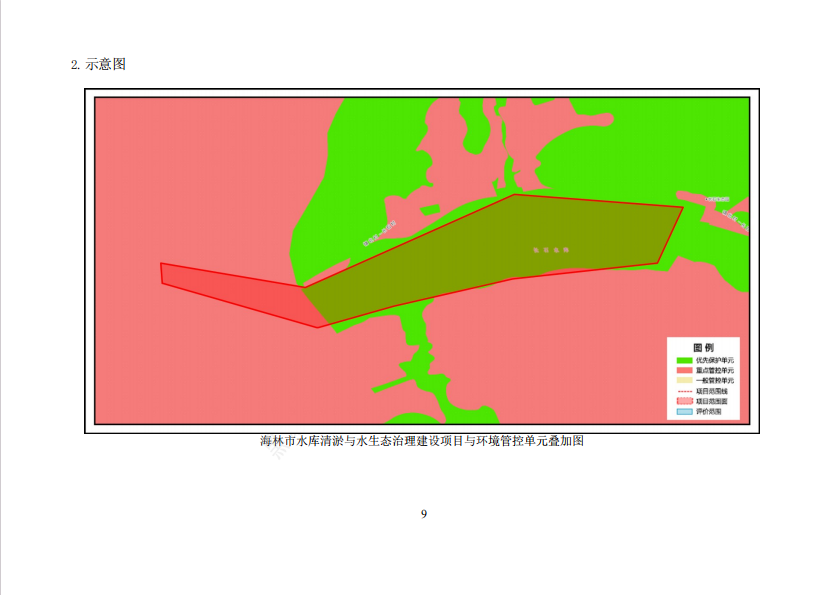 2. 示意图
图 例
优先保护单元
重点管控单元
一般管控单元
项目范围线
项目范围面
评价范围
海林市水库清淤与水生态治理建设项目与环境管控单元叠加图
9